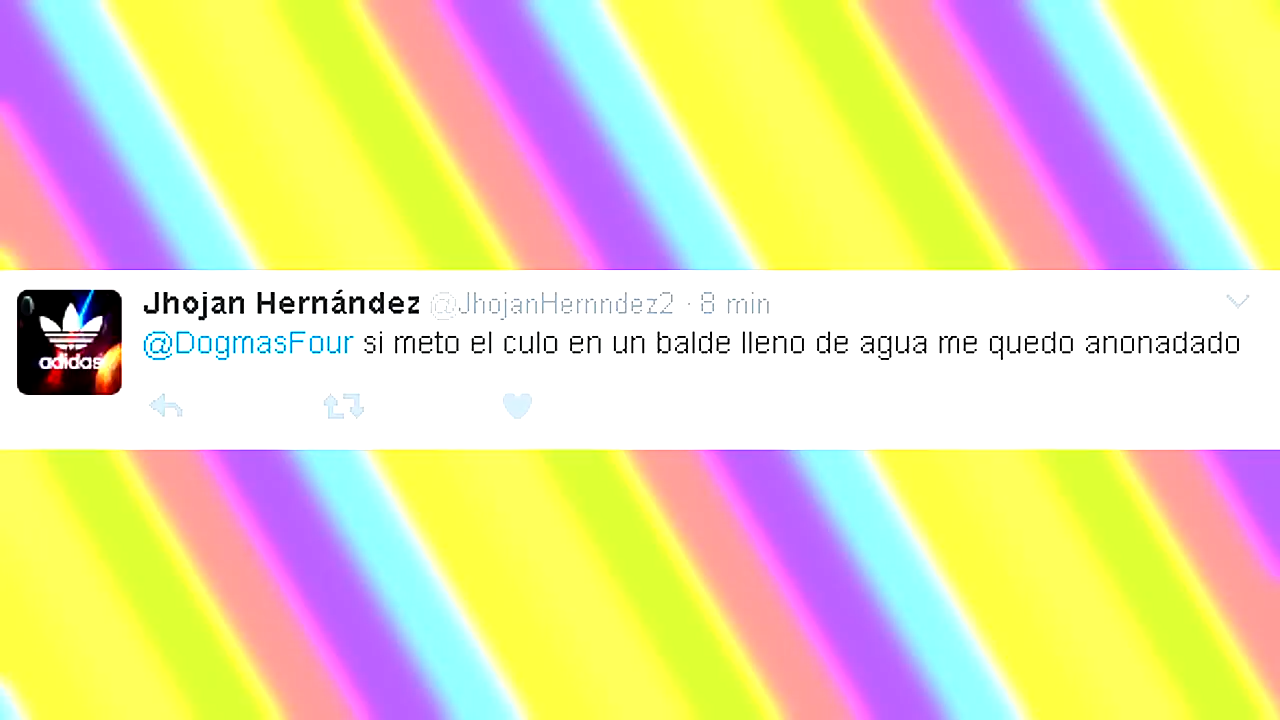 Jhojan Hernández @JhojanHernndez2 · 8 min
@DogmasFour si meto el culo en un balde lleno de agua me quedo anonadado
adidas